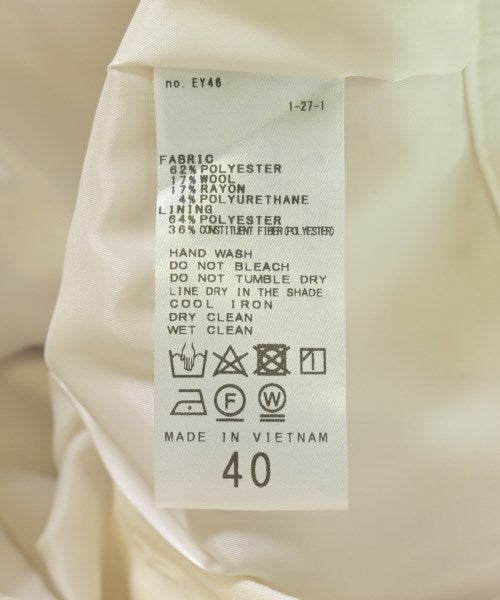 no. EY46
1-27-1
FABRIC
62% POLYESTER
17% WOOL
17% RAYON
4% POLYURETHANE
LINING
64% POLYESTER
36% CONSTITUENT FIBER(POLYESTER)
HAND WASH
DO NOT BLEACH
DO NOT TUMBLE DRY
LINE DRY IN THE SHADE
COOL IRON
DRY CLEAN
WET CLEAN
F W
MADE IN VIETNAM
40